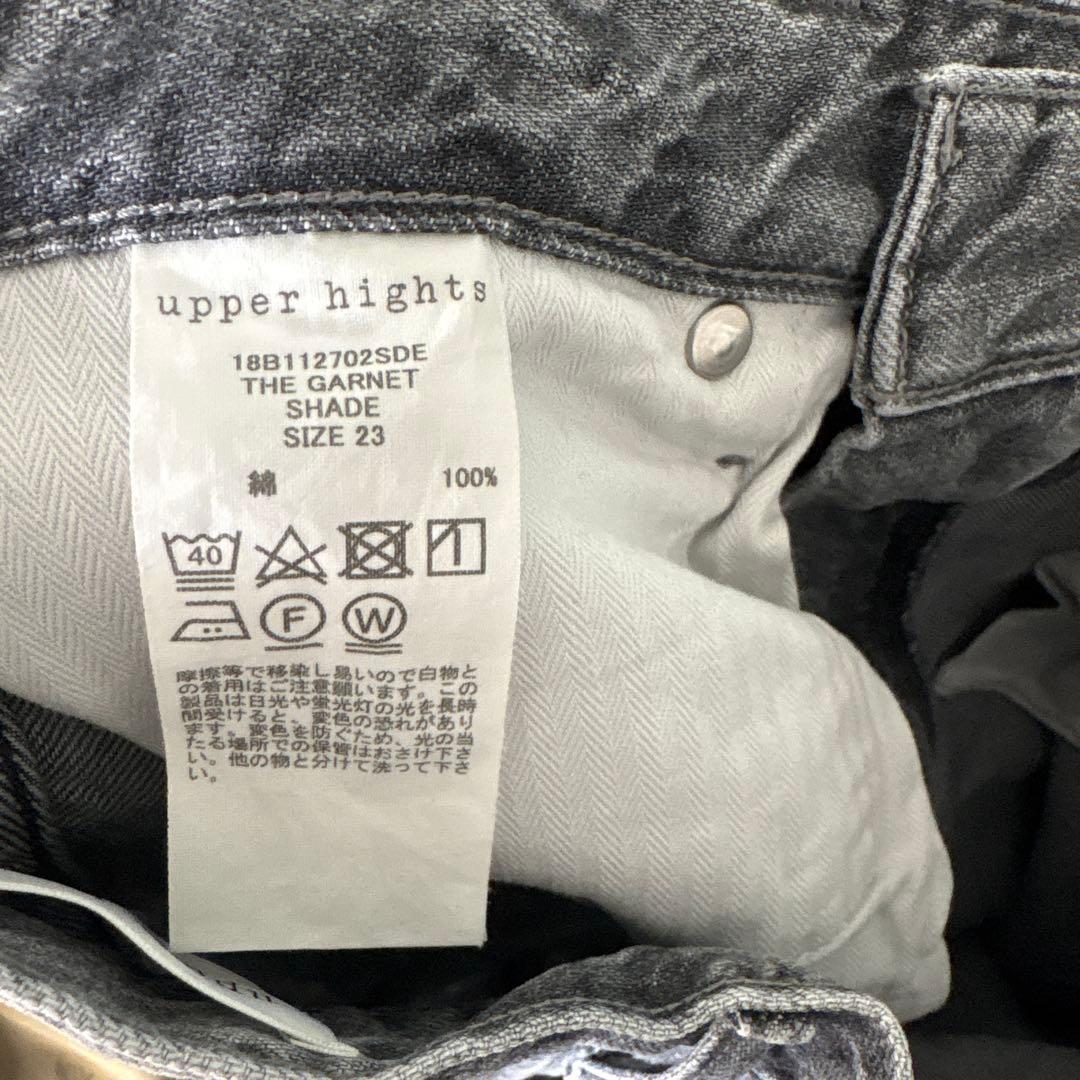 upper hights
18B112702SDE
THE GARNET
SHADE
SIZE 23
綿 100%
40
F W
摩擦等で移染し易いので白物と
の着用はご注意願います。この
製品は日光や蛍光灯の光を長時
間受けると、変色の恐れがあり
ます。変色を防ぐため、光の当
たる場所での保管はおさけ下さ
い。他の物と分けて洗って下さ
い。